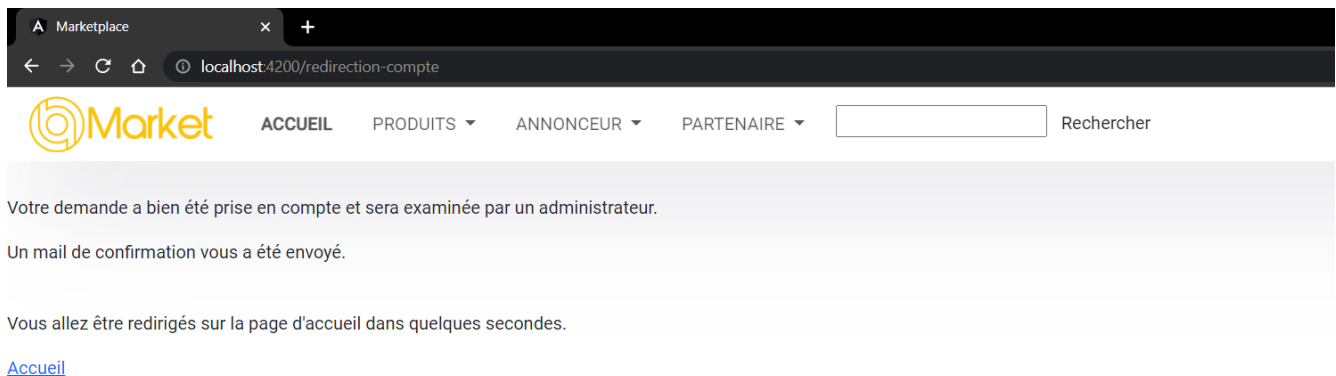 Marketplace
localhost:4200/redirection-compte
Market ACCUEIL PRODUITS ANNONCEUR PARTENAIRE Rechercher
Votre demande a bien été prise en compte et sera examinée par un administrateur.
Un mail de confirmation vous a été envoyé.
Vous allez être redirigés sur la page d'accueil dans quelques secondes.
Accueil